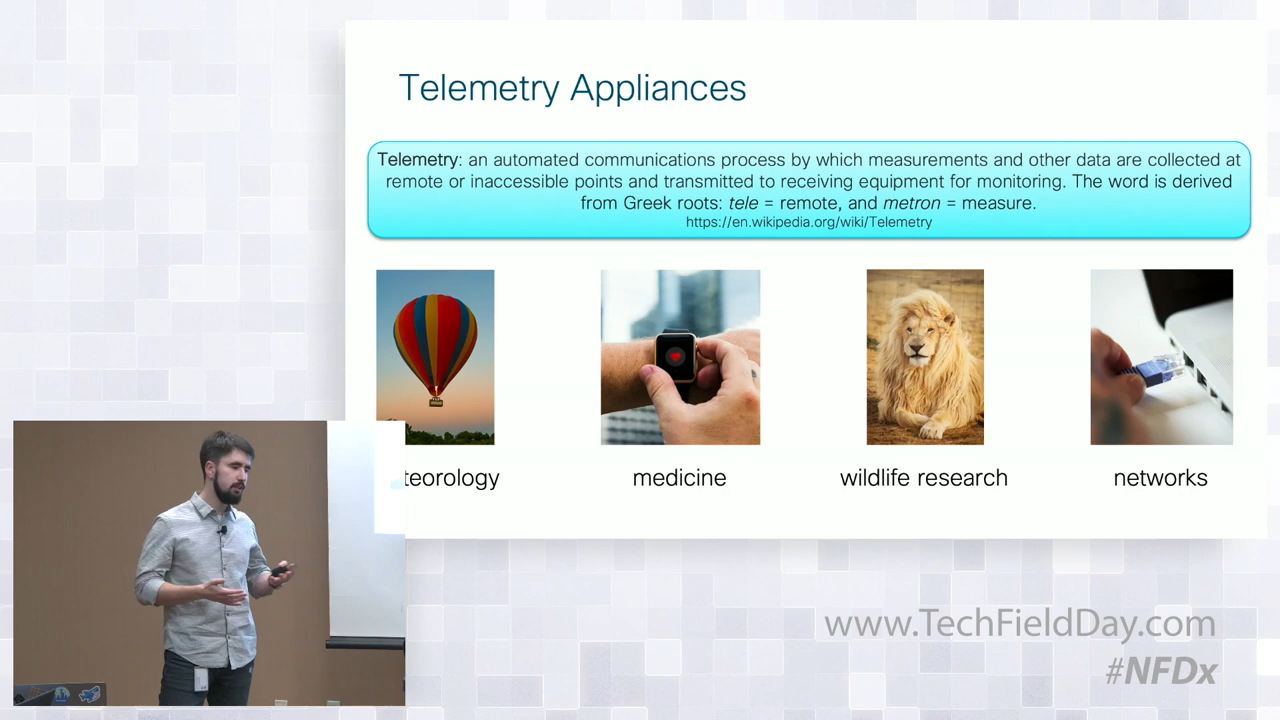 Telemetry Appliances
Telemetry: an automated communications process by which measurements and other data are collected at
remote or inaccessible points and transmitted to receiving equipment for monitoring. The word is derived
from Greek roots: tele = remote, and metron = measure.
https://en.wikipedia.org/wiki/Telemetry
teorology
medicine
wildlife research
networks
www.TechFieldDay.com
#NFDx